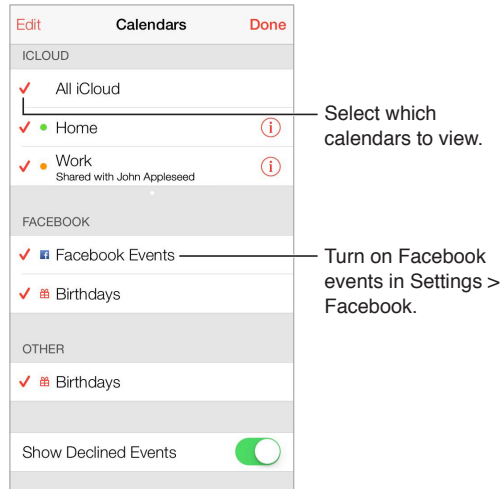 Edit Calendars Done
ICLOUD
All iCloud
Home
Work
Shared with John Appleseed
FACEBOOK
Facebook Events
Birthdays
OTHER
Birthdays
Show Declined Events
Select which
calendars to view.
Turn on Facebook
events in Settings >
Facebook.